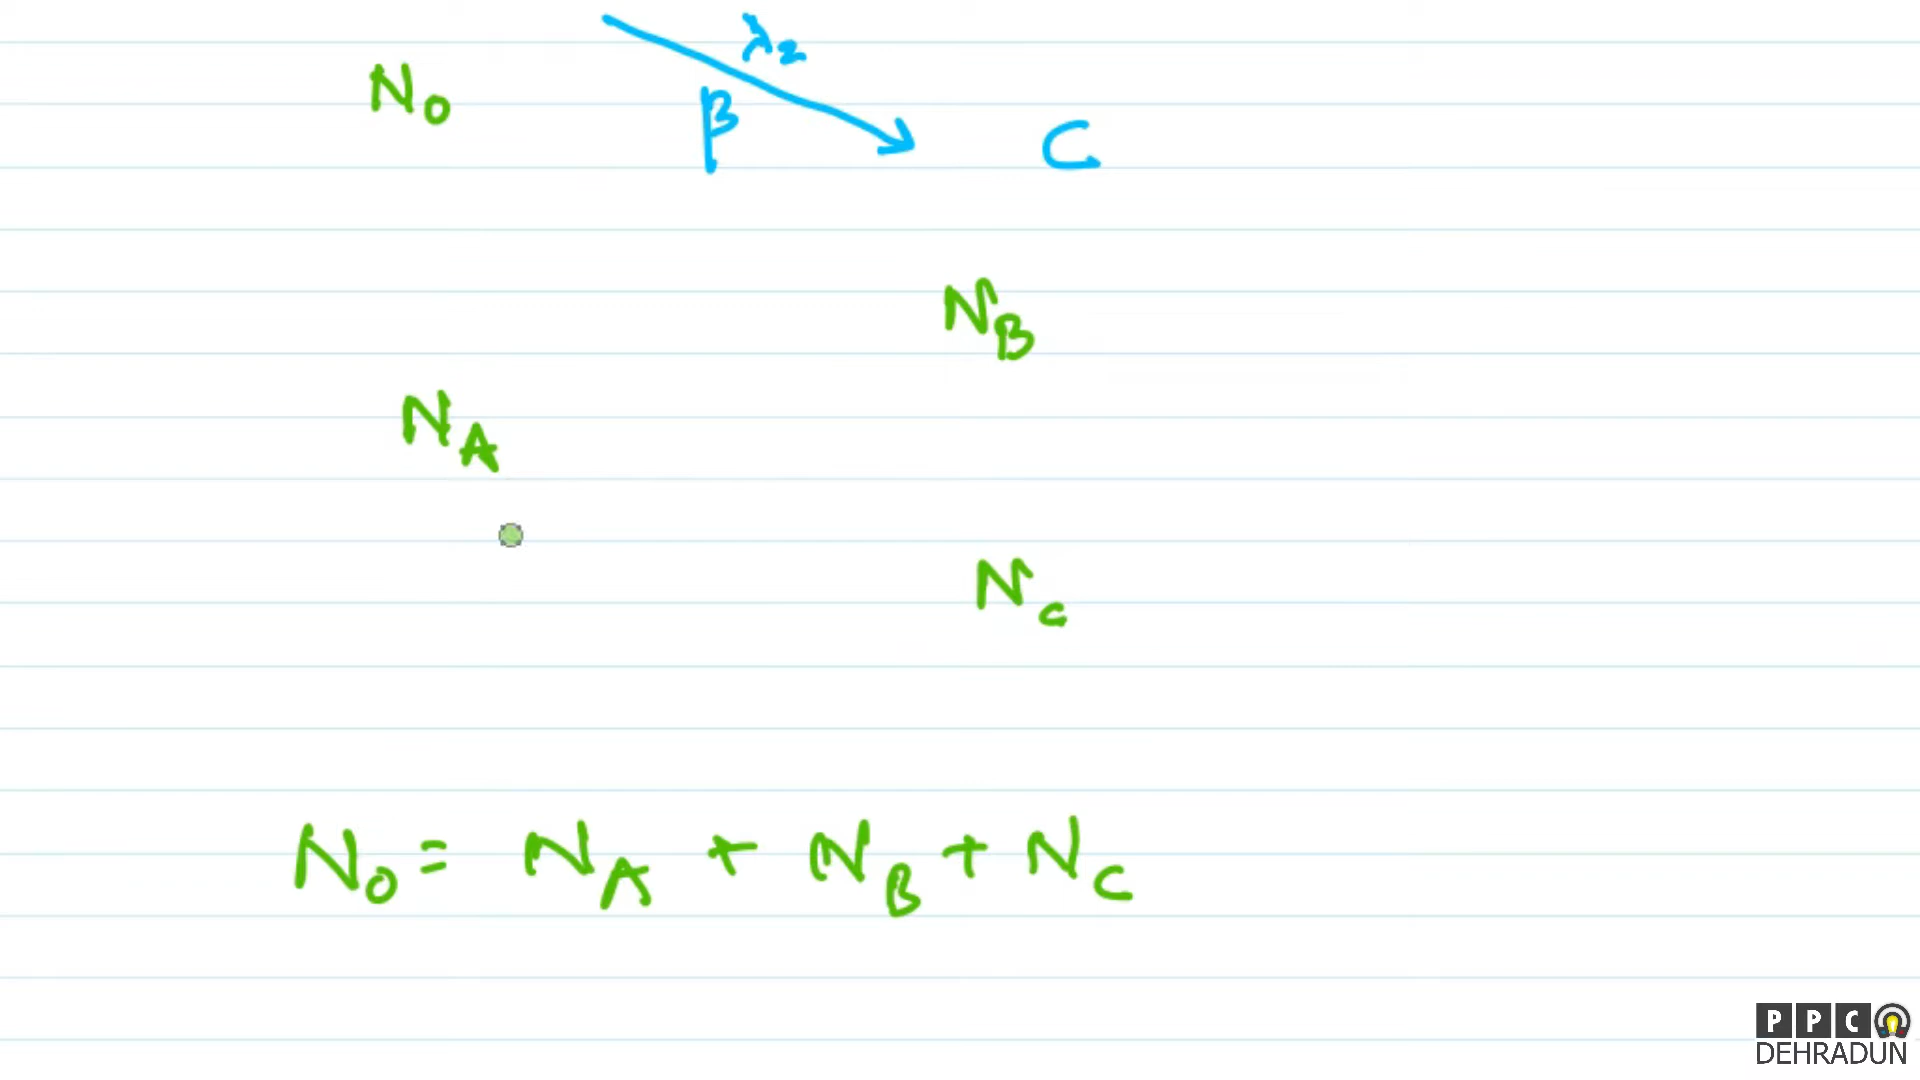 λ₂
N₀
β
C
N_B
N_A
N_c
N₀ = N_A + N_B + N_C
PPC
DEHRADUN